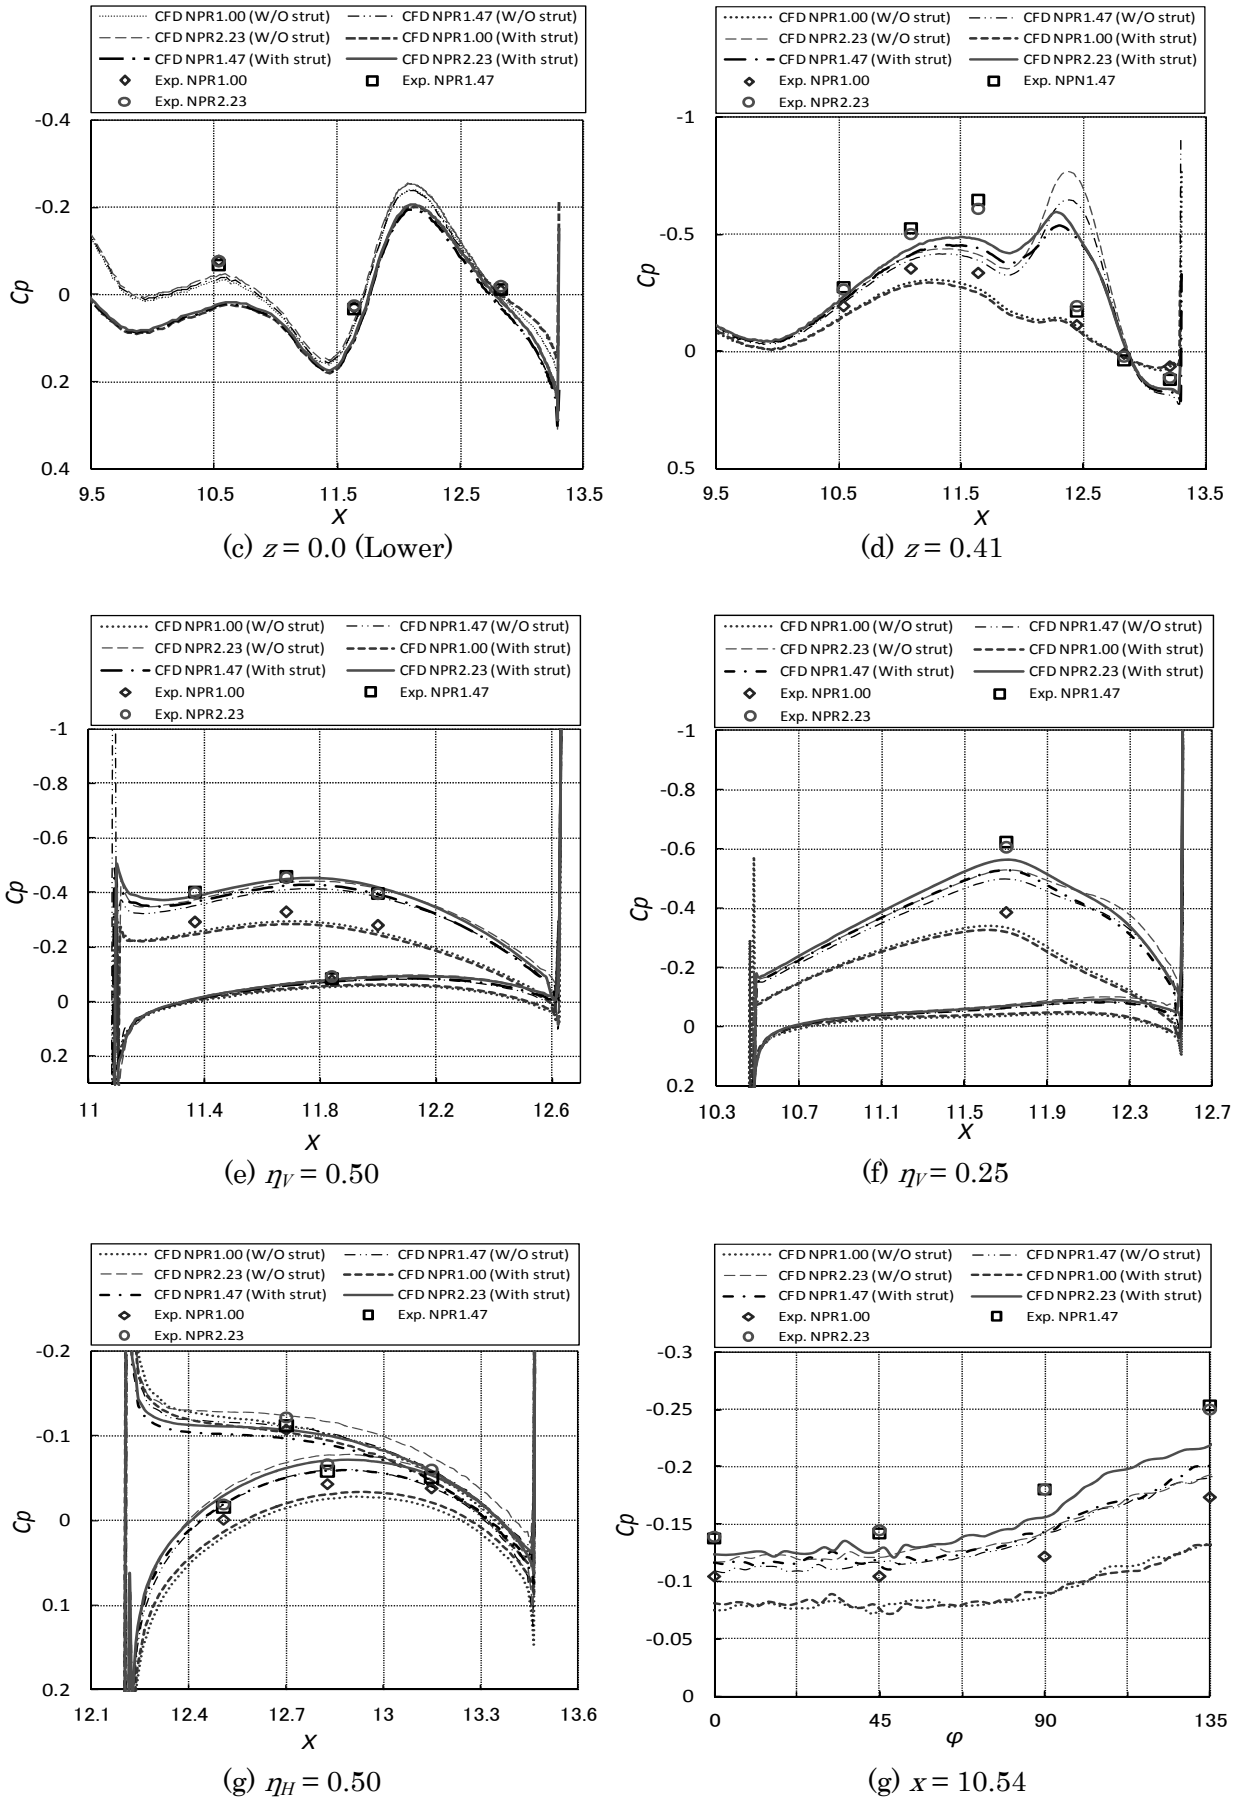 CFD NPR1.00 (W/O strut) CFD NPR1.47 (W/O strut)
CFD NPR2.23 (W/O strut) CFD NPR1.00 (With strut)
CFD NPR1.47 (With strut) CFD NPR2.23 (With strut)
Exp. NPR1.00 Exp. NPR1.47
Exp. NPR2.23
-0.4
-0.2
0
0.2
0.4
Cp
9.5 10.5 11.5 12.5 13.5
X
(c) z = 0.0 (Lower)
CFD NPR1.00 (W/O strut) CFD NPR1.47 (W/O strut)
CFD NPR2.23 (W/O strut) CFD NPR1.00 (With strut)
CFD NPR1.47 (With strut) CFD NPR2.23 (With strut)
Exp. NPR1.00 Exp. NPN1.47
Exp. NPR2.23
-1
-0.5
0
0.5
Cp
9.5 10.5 11.5 12.5 13.5
X
(d) z = 0.41
CFD NPR1.00 (W/O strut) CFD NPR1.47 (W/O strut)
CFD NPR2.23 (W/O strut) CFD NPR1.00 (With strut)
CFD NPR1.47 (With strut) CFD NPR2.23 (With strut)
Exp. NPR1.00 Exp. NPR1.47
Exp. NPR2.23
-1
-0.8
-0.6
-0.4
-0.2
0
0.2
Cp
11 11.4 11.8 12.2 12.6
X
(e) ηV = 0.50
CFD NPR1.00 (W/O strut) CFD NPR1.47 (W/O strut)
CFD NPR2.23 (W/O strut) CFD NPR1.00 (With strut)
CFD NPR1.47 (With strut) CFD NPR2.23 (With strut)
Exp. NPR1.00 Exp. NPR1.47
Exp. NPR2.23
-1
-0.8
-0.6
-0.4
-0.2
0
0.2
Cp
10.3 10.7 11.1 11.5 11.9 12.3 12.7
X
(f) ηV = 0.25
CFD NPR1.00 (W/O strut) CFD NPR1.47 (W/O strut)
CFD NPR2.23 (W/O strut) CFD NPR1.00 (With strut)
CFD NPR1.47 (With strut) CFD NPR2.23 (With strut)
Exp. NPR1.00 Exp. NPR1.47
Exp. NPR2.23
-0.2
-0.1
0
0.1
0.2
Cp
12.1 12.4 12.7 13 13.3 13.6
X
(g) ηH = 0.50
CFD NPR1.00 (W/O strut) CFD NPR1.47 (W/O strut)
CFD NPR2.23 (W/O strut) CFD NPR1.00 (With strut)
CFD NPR1.47 (With strut) CFD NPR2.23 (With strut)
Exp. NPR1.00 Exp. NPR1.47
Exp. NPR2.23
-0.3
-0.25
-0.2
-0.15
-0.1
-0.05
0
Cp
0 45 90 135
φ
(g) x = 10.54